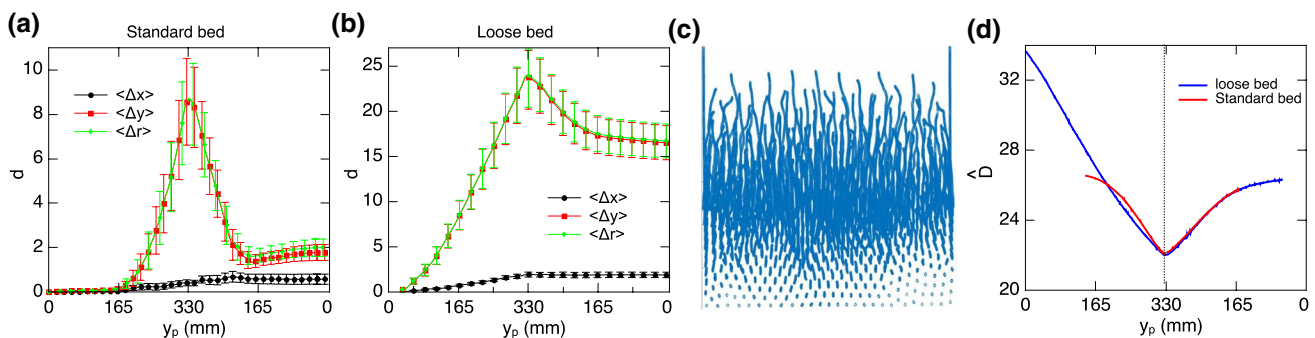 (a)
Standard bed
10
8
6
4
2
0
d
<Δx>
<Δy>
<Δr>
0
165
330
165
0
yp (mm)
(b)
Loose bed
25
20
15
10
5
0
d
<Δx>
<Δy>
<Δr>
0
165
330
165
0
yp (mm)
(c)
(d)
32
28
24
20
D̂
loose bed
Standard bed
0
165
330
165
0
yp (mm)